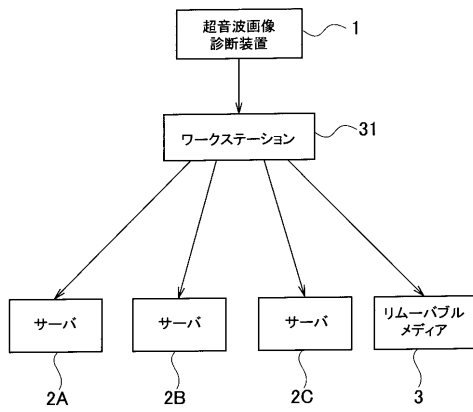 超音波画像
診断装置
1
ワークステーション
31
サーバ
サーバ
サーバ
リムーバブル
メディア
2A
2B
2C
3